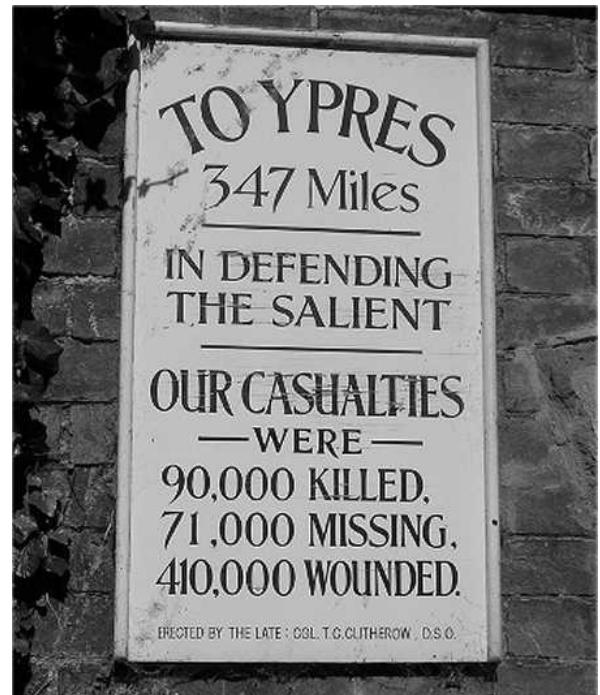 TO YPRES
347 Miles
IN DEFENDING
THE SALIENT
OUR CASUALTIES
WERE
90,000 KILLED,
71,000 MISSING,
410,000 WOUNDED.
ERECTED BY THE LATE : COL. T.C.CLITHEROW . D.S.O.